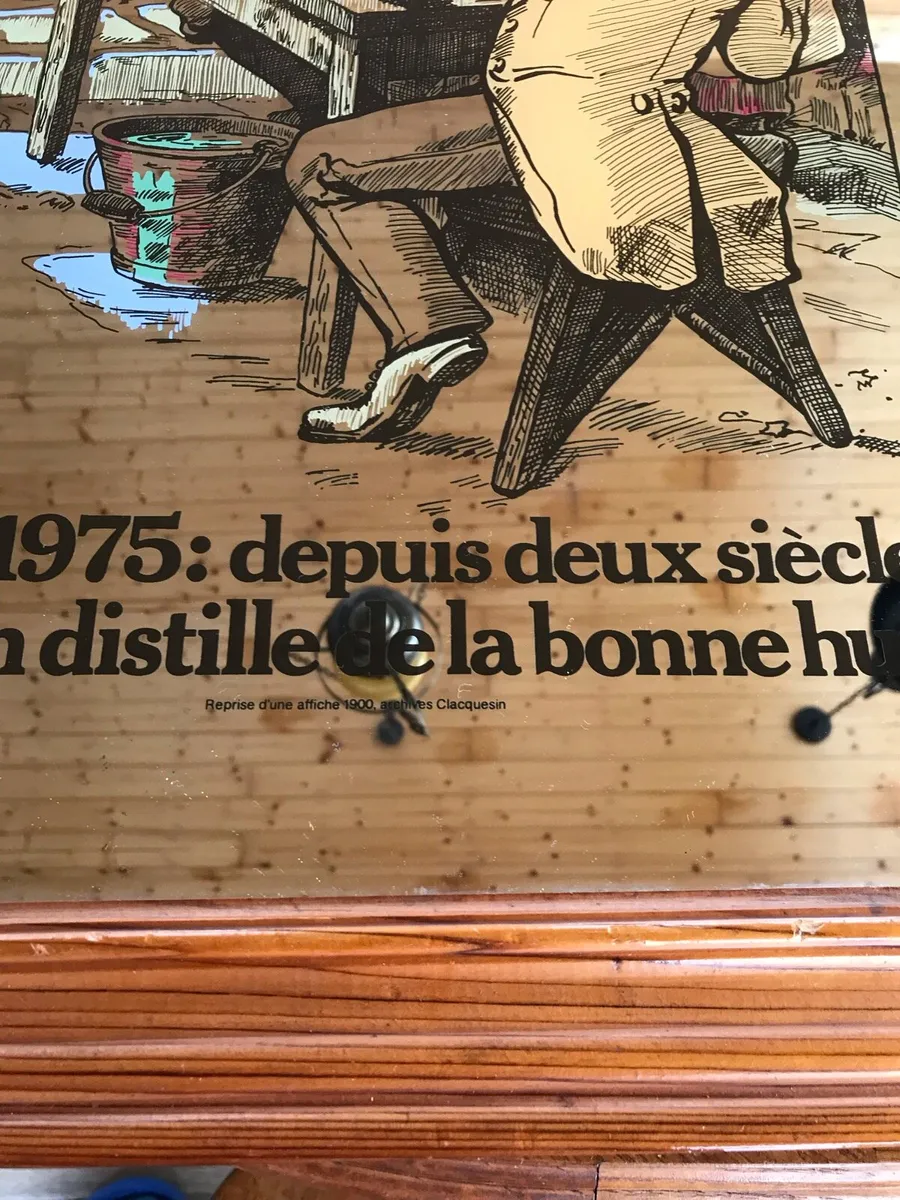 1975: depuis deux siècle
n distille de la bonne hu
Reprise d'une affiche 1900, archives Clacquesin